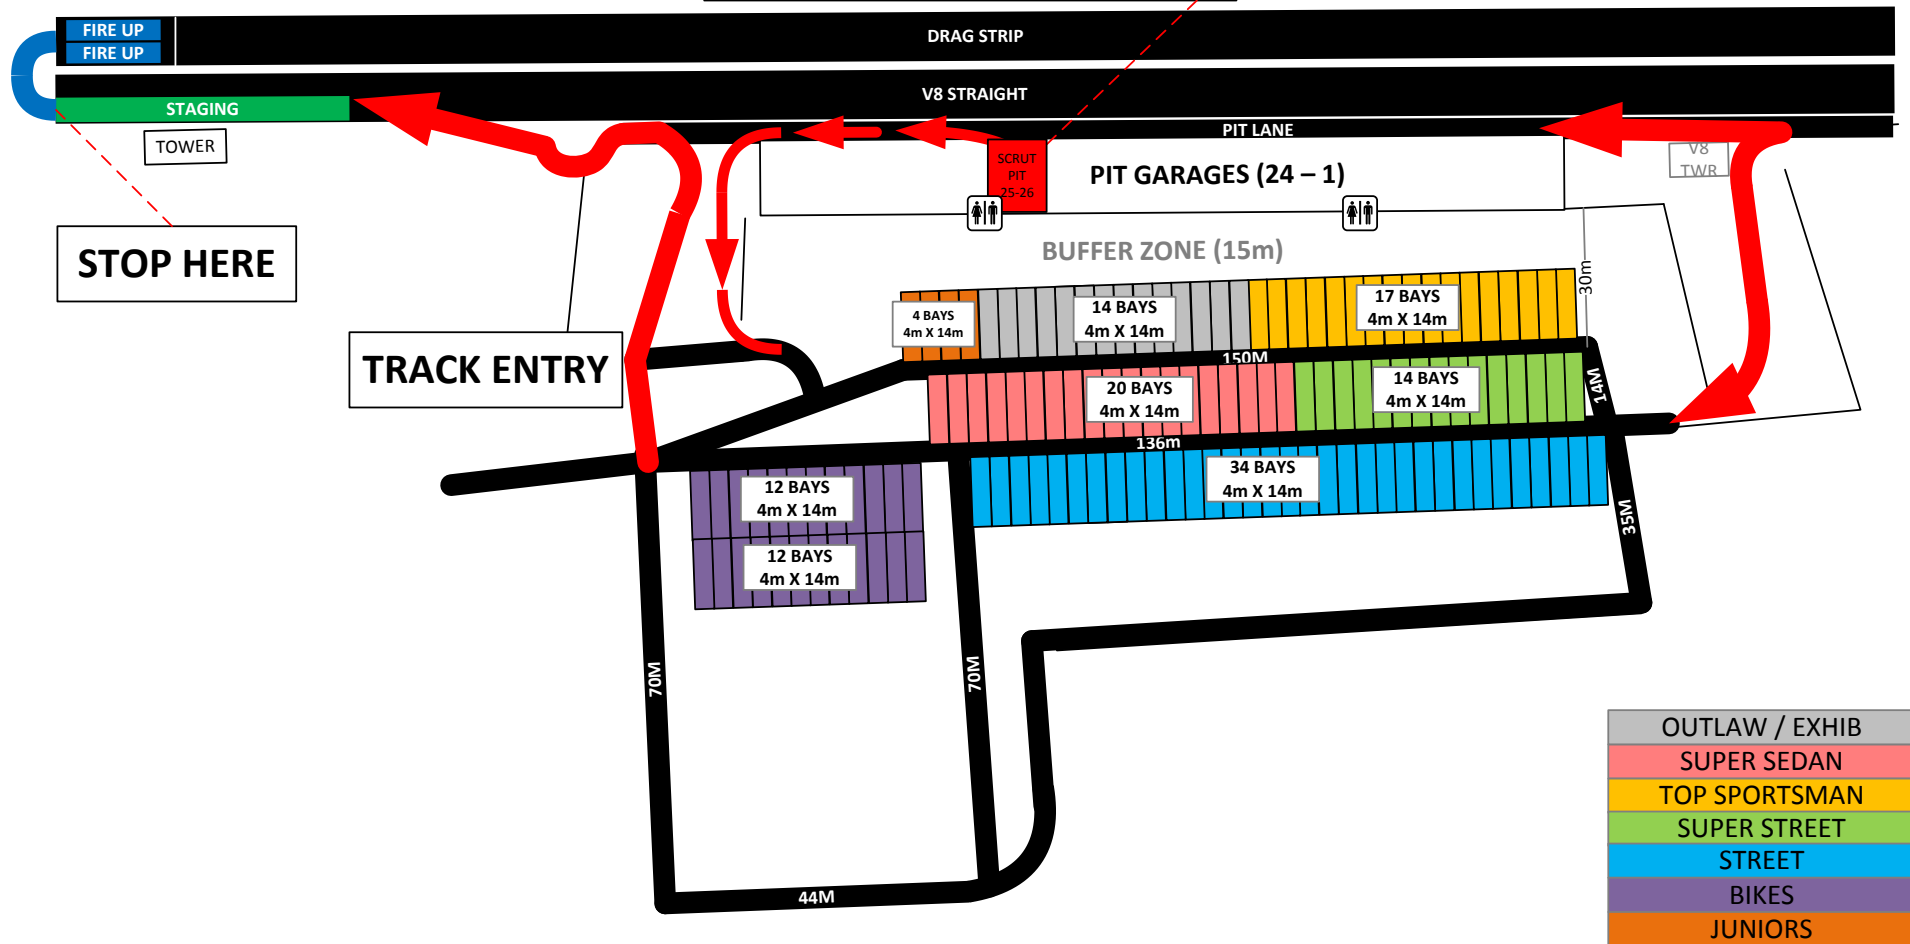 FIRE UP
FIRE UP
DRAG STRIP
V8 STRAIGHT
STAGING
PIT LANE
TOWER
SCRUT
PIT
25-26
PIT GARAGES (24 – 1)
V8
TWR
STOP HERE
BUFFER ZONE (15m)
30m
4 BAYS
4m X 14m
14 BAYS
4m X 14m
17 BAYS
4m X 14m
TRACK ENTRY
150M
20 BAYS
4m X 14m
14 BAYS
4m X 14m
14M
136m
12 BAYS
4m X 14m
34 BAYS
4m X 14m
35M
12 BAYS
4m X 14m
70M
70M
44M
OUTLAW / EXHIB
SUPER SEDAN
TOP SPORTSMAN
SUPER STREET
STREET
BIKES
JUNIORS